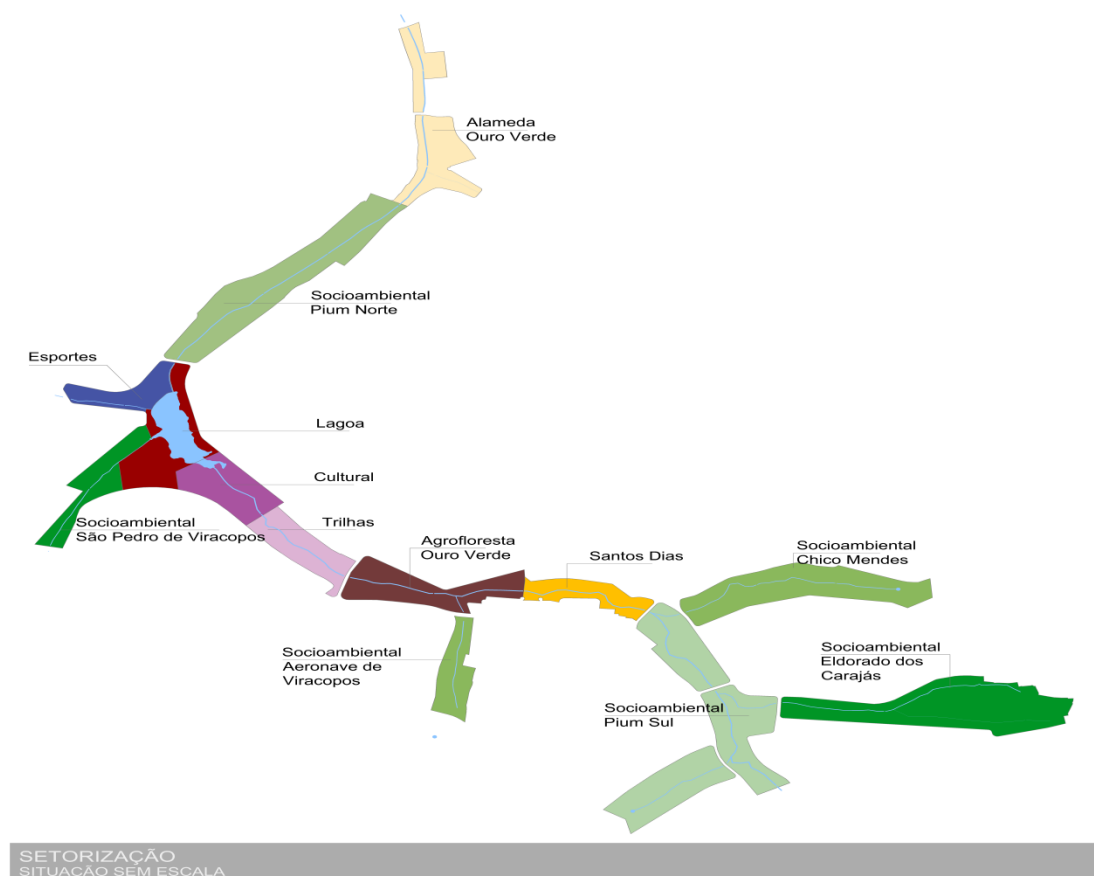 Alameda
Ouro Verde
Socioambiental
Pium Norte
Esportes
Lagoa
Cultural
Trilhas
Socioambiental
São Pedro de Viracopos
Agrofloresta
Ouro Verde
Santos Dias
Socioambiental
Chico Mendes
Socioambiental
Aeronave de
Viracopos
Socioambiental
Eldorado dos
Carajás
Socioambiental
Pium Sul
SETORIZAÇÃO
SITUAÇÃO SEM ESCALA